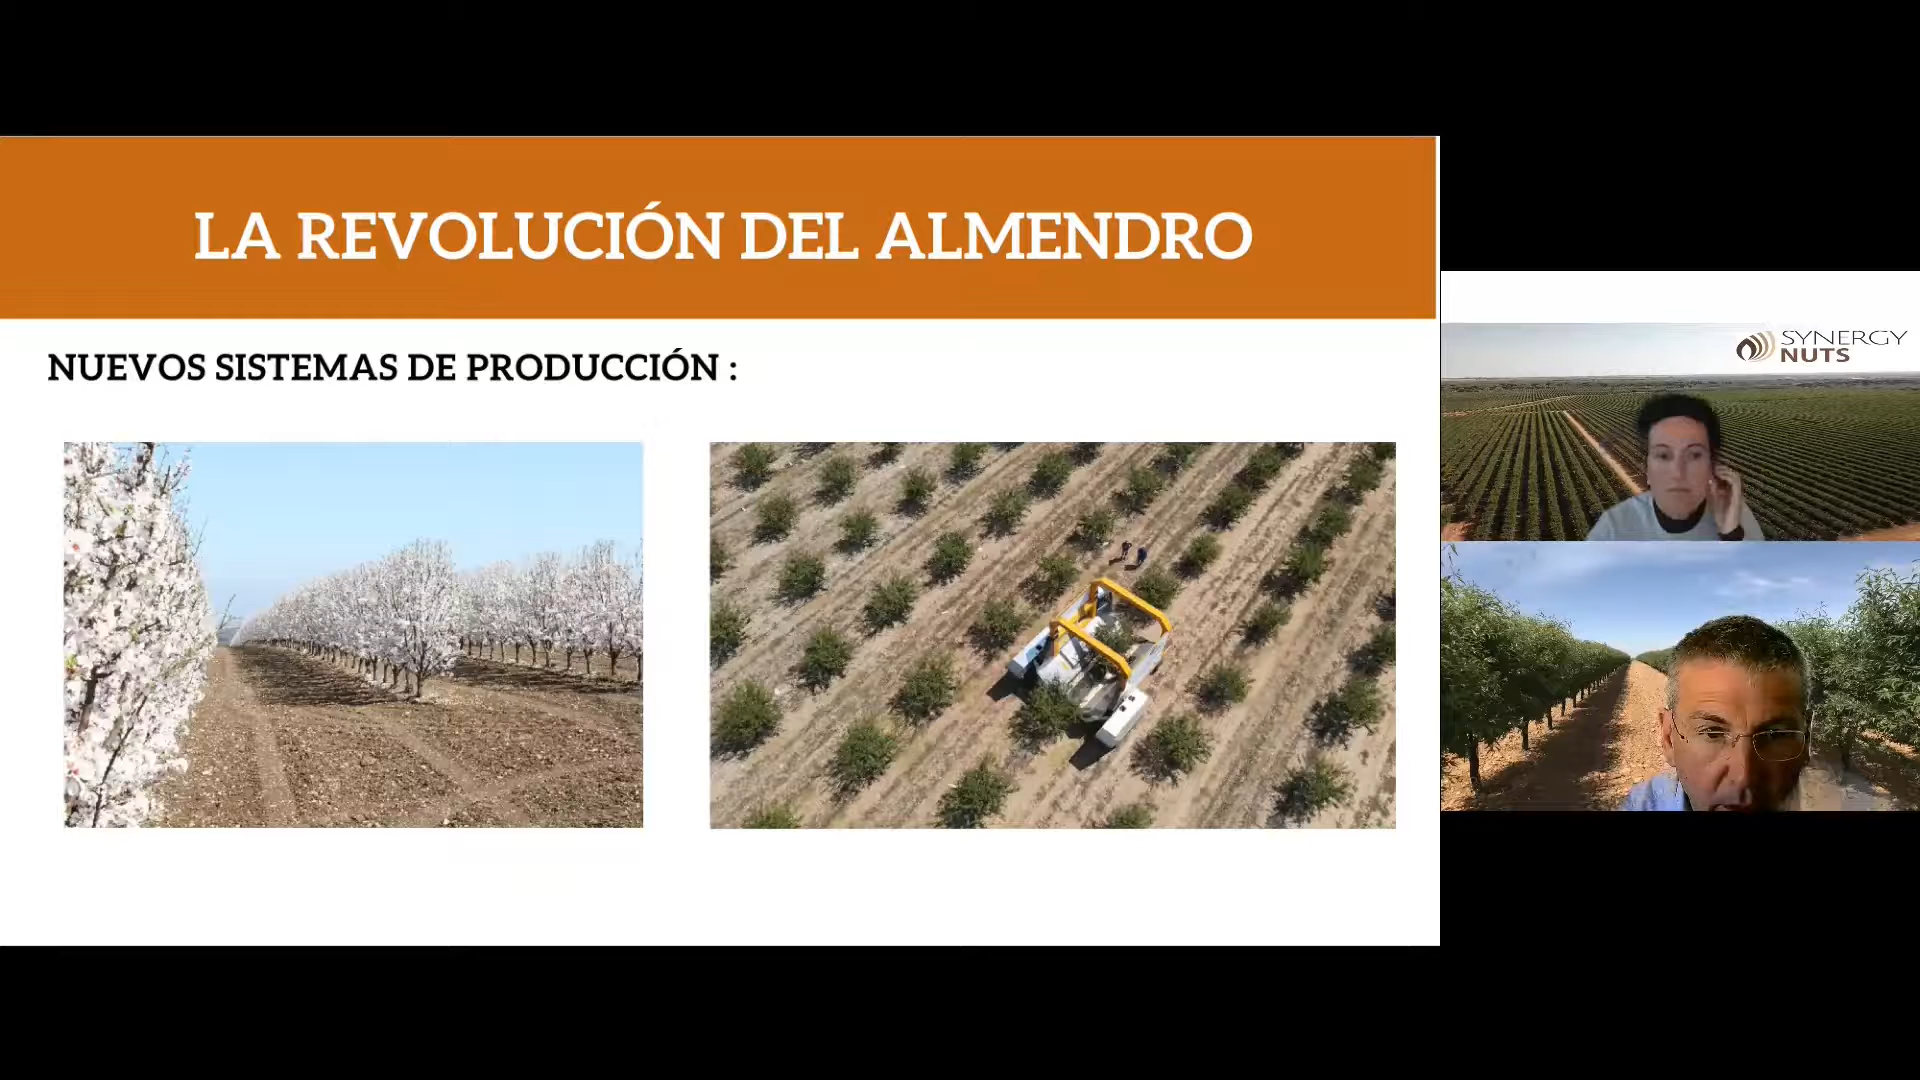 LA REVOLUCIÓN DEL ALMENDRO
NUEVOS SISTEMAS DE PRODUCCIÓN :
SYNERGY
NUTS